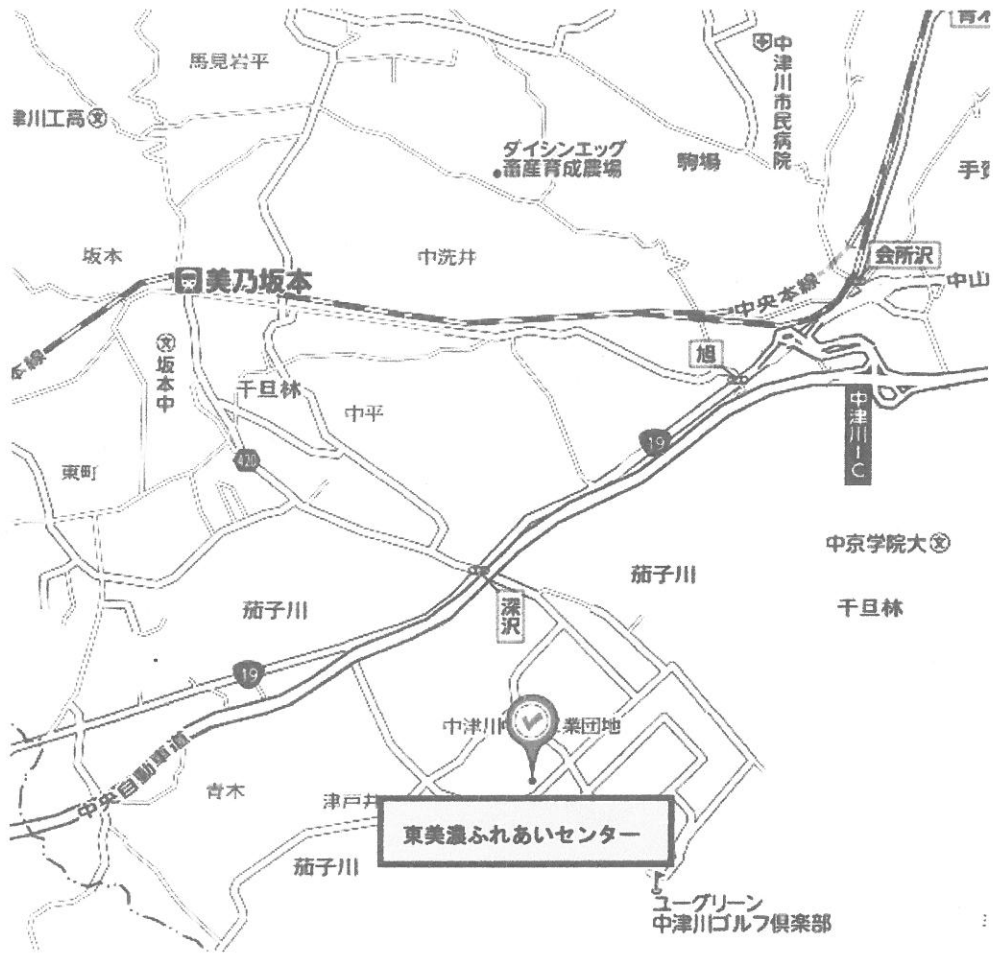 青木
馬見岩平
中津川市民病院
津川工高
ダイシンエッグ
畜産育成農場
駒場
手賀
坂本
中洗井
会所沢
美乃坂本
中央本線
中山
本線
坂本中
旭
千旦林
中平
中津川IC
19
東町
430
中京学院大
茄子川
千旦林
茄子川
深沢
19
中津川
業団地
中央自動車道
青木
津戸井
東美濃ふれあいセンター
茄子川
ユーグリーン
中津川ゴルフ倶楽部